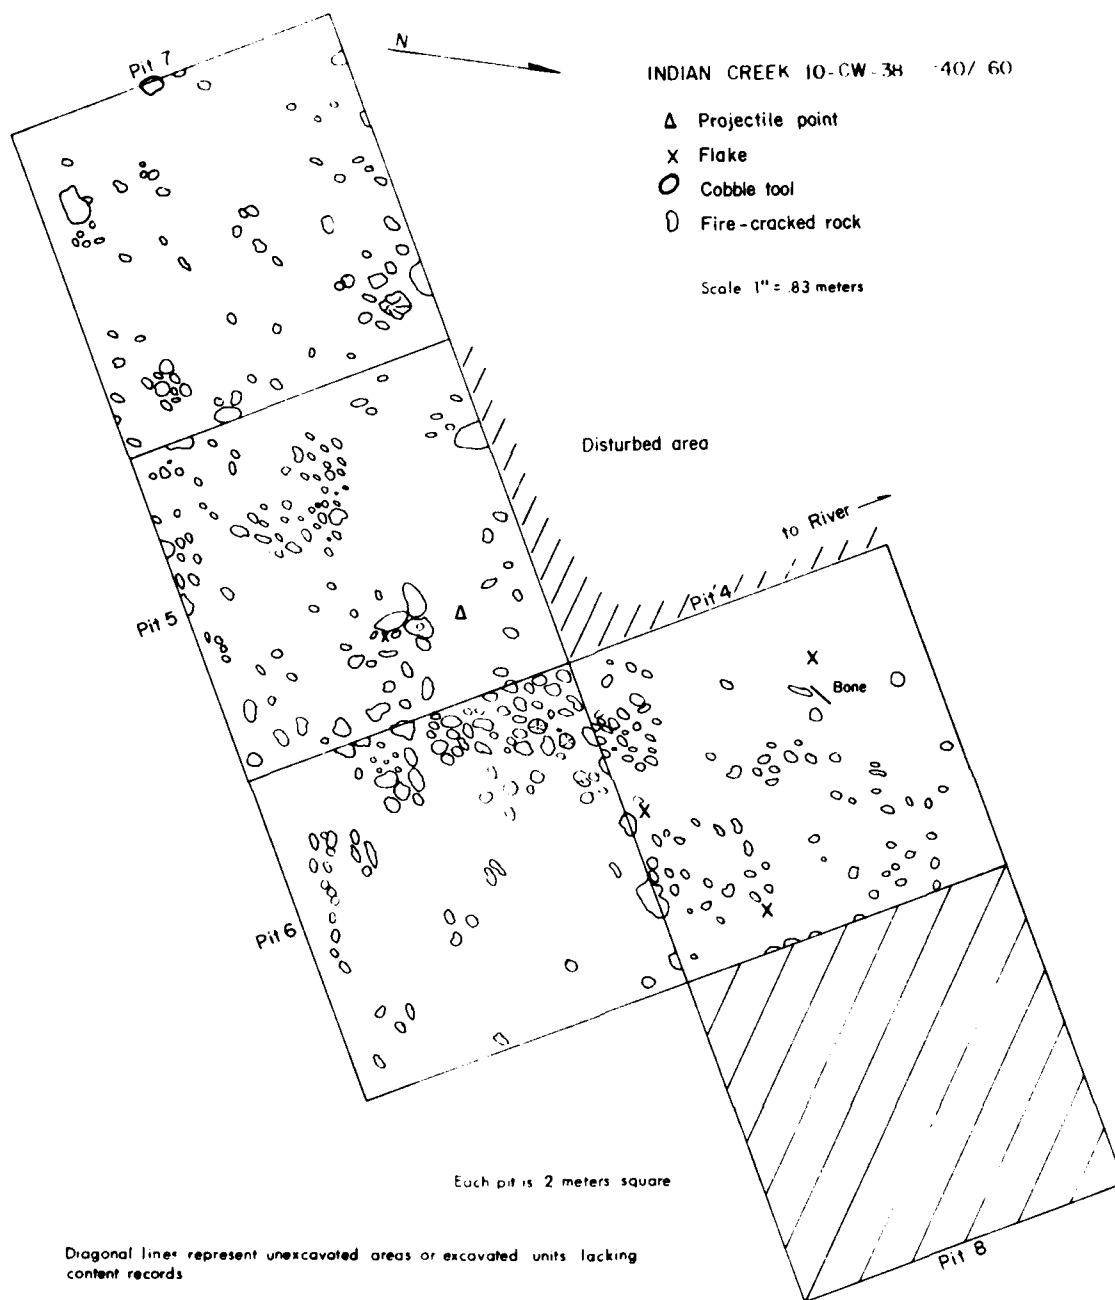 Pit 7
N
INDIAN CREEK 10-CW-38 40/60
Projectile point
X Flake
Cobble tool
Fire-cracked rock
Scale 1" = .83 meters
Disturbed area
to River
Pit 4
Pit 5
Bone
Pit 6
Each pit is 2 meters square
Pit 8
Diagonal lines represent unexcavated areas or excavated units lacking
content records